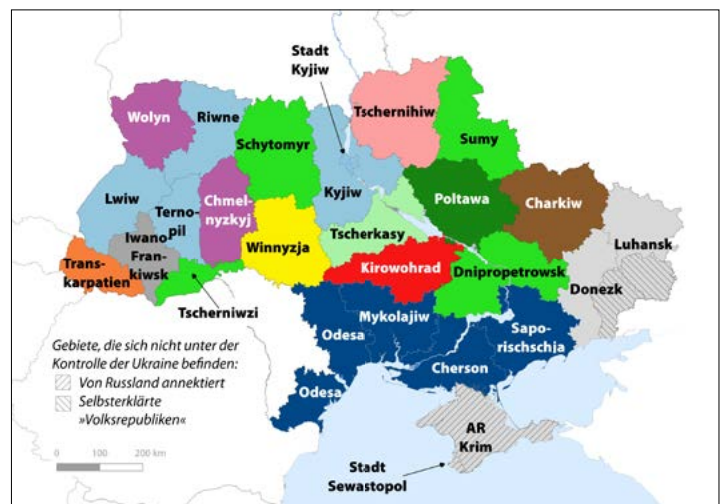 Stadt
Kyjiw
Wolyn
Riwne
Tschernihiw
Sumy
Schytomyr
Kyjiw
Lwiw
Terno-
pil
Chmel-
nyzkyj
Poltawa
Charkiw
Tscherkasy
Luhansk
Iwano-
Fran-
kiwsk
Winnyzja
Trans-
karpatien
Kirowohrad
Dnipropetrowsk
Donezk
Tscherniwzi
Mykolajiw
Odesa
Sapo-
rischschja
Cherson
Odesa
Gebiete, die sich nicht unter der
Kontrolle der Ukraine befinden:
Von Russland annektiert
Selbsterklärte
»Volksrepubliken«
AR
Krim
0 100 200 km
Stadt
Sewastopol